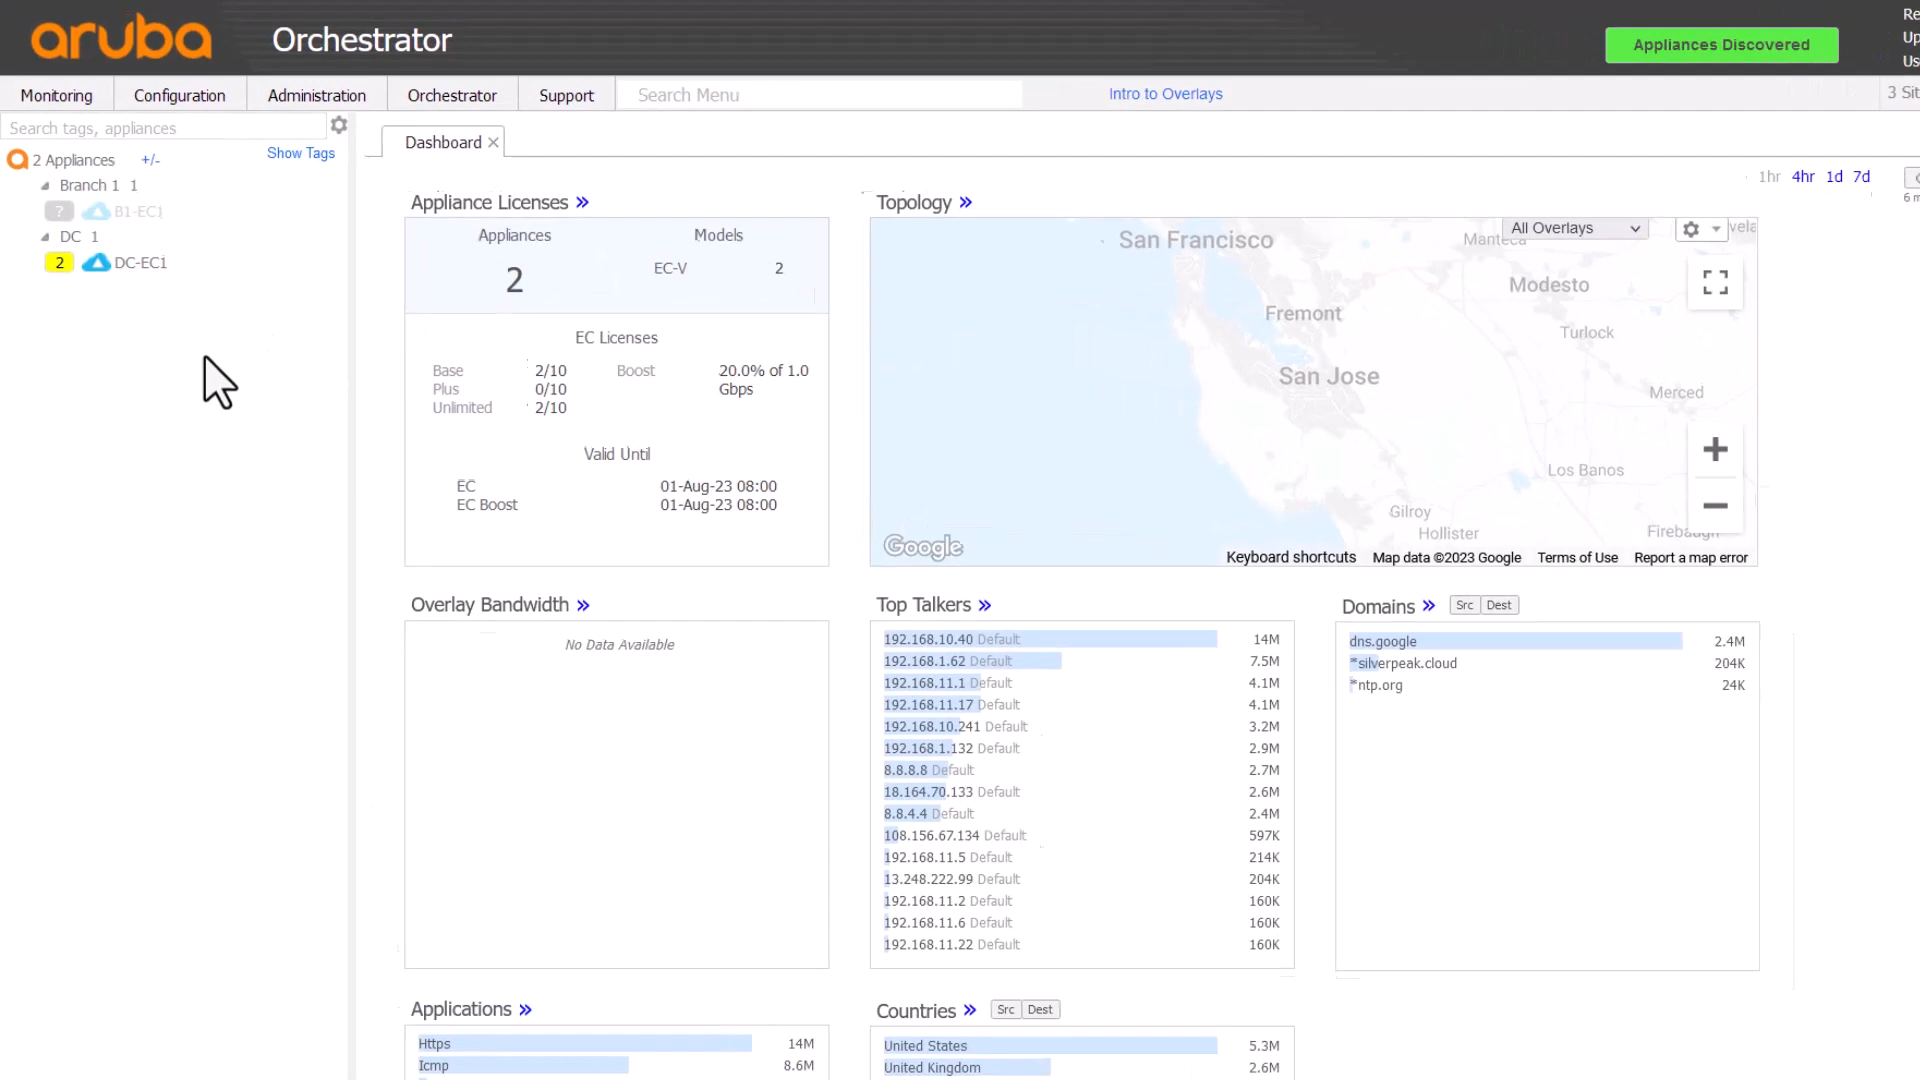 aruba
Orchestrator
Appliances Discovered
Re
Up
Us
Monitoring
Configuration
Administration
Orchestrator
Support
Search Menu
Intro to Overlays
3 Sit
Search tags, appliances
2 Appliances +/-
Show Tags
Branch 1 1
? B1-EC1
DC 1
2 DC-EC1
Dashboard
1hr 4hr 1d 7d
6 m
Appliance Licenses »
Appliances
Models
2
EC-V 2
EC Licenses
Base 2/10 Boost 20.0% of 1.0
Plus 0/10 Gbps
Unlimited 2/10
Valid Until
EC 01-Aug-23 08:00
EC Boost 01-Aug-23 08:00
Topology »
All Overlays
San Francisco
Manteca
vela
Modesto
Fremont
Turlock
San Jose
Merced
Los Banos
Gilroy
Hollister
Firebaugh
Google
Keyboard shortcuts Map data ©2023 Google Terms of Use Report a map error
Overlay Bandwidth »
No Data Available
Top Talkers »
192.168.10.40 Default 14M
192.168.1.62 Default 7.5M
192.168.11.1 Default 4.1M
192.168.11.17 Default 4.1M
192.168.10.241 Default 3.2M
192.168.1.132 Default 2.9M
8.8.8.8 Default 2.7M
18.164.70.133 Default 2.6M
8.8.4.4 Default 2.4M
108.156.67.134 Default 597K
192.168.11.5 Default 214K
13.248.222.99 Default 204K
192.168.11.2 Default 160K
192.168.11.6 Default 160K
192.168.11.22 Default 160K
Domains » Src Dest
dns.google 2.4M
*silverpeak.cloud 204K
*ntp.org 24K
Applications »
Https 14M
Icmp 8.6M
Countries » Src Dest
United States 5.3M
United Kingdom 2.6M